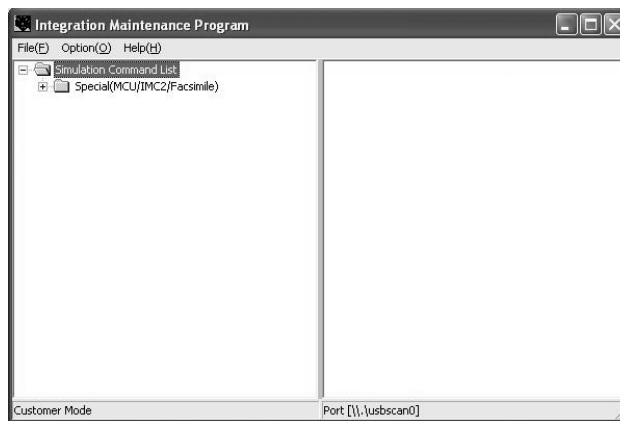 Integration Maintenance Program
File(F) Option(O) Help(H)
Simulation Command List
Special(MCU/IMC2/Facsimile)
Customer Mode
Port [\\.\usbscan0]